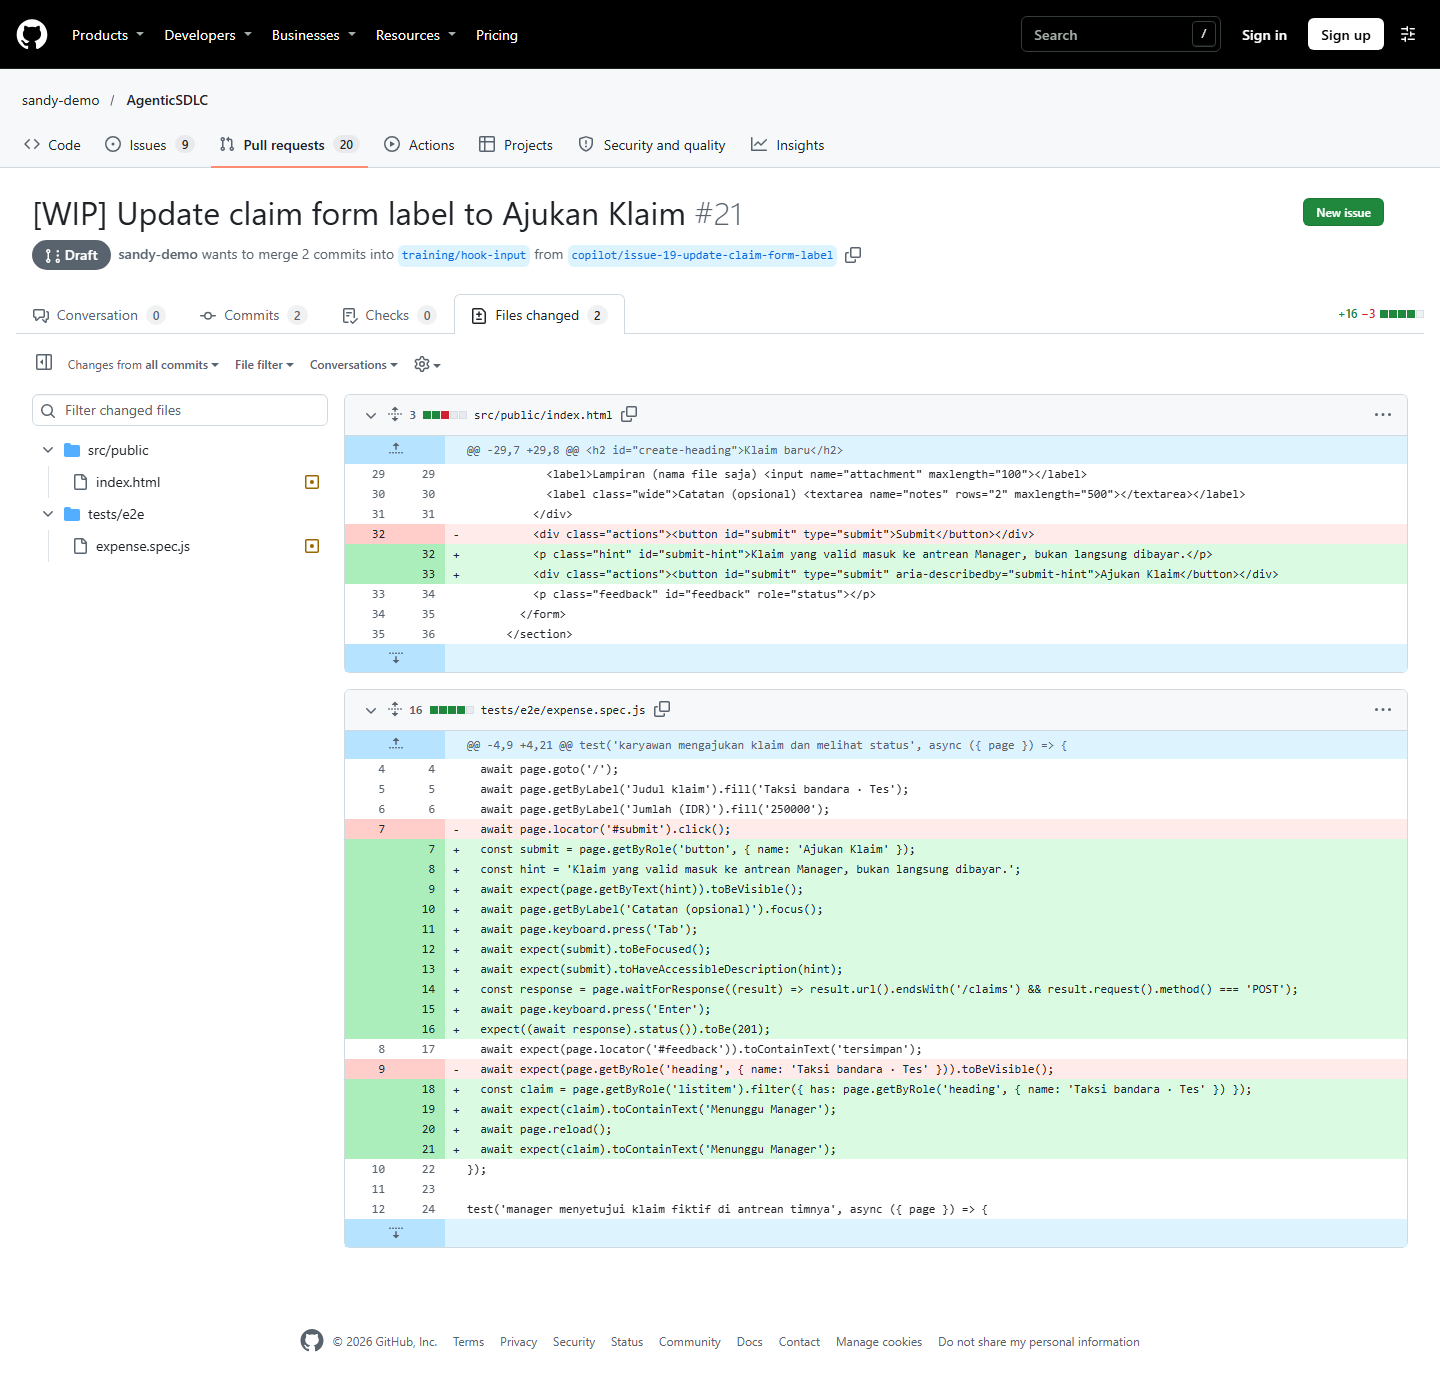 Products Developers Businesses Resources Pricing Search / Sign in Sign up
sandy-demo / AgenticSDLC
Code Issues 9 Pull requests 20 Actions Projects Security and quality Insights
[WIP] Update claim form label to Ajukan Klaim #21
New issue
Draft sandy-demo wants to merge 2 commits into training/hook-input from copilot/issue-19-update-claim-form-label
Conversation 0 Commits 2 Checks 0 Files changed 2 +16 −3
Changes from all commits File filter Conversations
Filter changed files
src/public
index.html
tests/e2e
expense.spec.js
3 src/public/index.html
@@ -29,7 +29,8 @@ <h2 id="create-heading">Klaim baru</h2>
29 29 <label>Lampiran (nama file saja) <input name="attachment" maxlength="100"></label>
30 30 <label class="wide">Catatan (opsional) <textarea name="notes" rows="2" maxlength="500"></textarea></label>
31 31 </div>
32 - <div class="actions"><button id="submit" type="submit">Submit</button></div>
32 + <p class="hint" id="submit-hint">Klaim yang valid masuk ke antrean Manager, bukan langsung dibayar.</p>
33 + <div class="actions"><button id="submit" type="submit" aria-describedby="submit-hint">Ajukan Klaim</button></div>
33 34 <p class="feedback" id="feedback" role="status"></p>
34 35 </form>
35 36 </section>
16 tests/e2e/expense.spec.js
@@ -4,9 +4,21 @@ test('karyawan mengajukan klaim dan melihat status', async ({ page }) => {
4 4 await page.goto('/');
5 5 await page.getByLabel('Judul klaim').fill('Taksi bandara · Tes');
6 6 await page.getByLabel('Jumlah (IDR)').fill('250000');
7 - await page.locator('#submit').click();
7 + const submit = page.getByRole('button', { name: 'Ajukan Klaim' });
8 + const hint = 'Klaim yang valid masuk ke antrean Manager, bukan langsung dibayar.';
9 + await expect(page.getByText(hint)).toBeVisible();
10 + await page.getByLabel('Catatan (opsional)').focus();
11 + await page.keyboard.press('Tab');
12 + await expect(submit).toBeFocused();
13 + await expect(submit).toHaveAccessibleDescription(hint);
14 + const response = page.waitForResponse((result) => result.url().endsWith('/claims') && result.request().method() === 'POST');
15 + await page.keyboard.press('Enter');
16 + expect((await response).status()).toBe(201);
8 17 await expect(page.locator('#feedback')).toContainText('tersimpan');
9 - await expect(page.getByRole('heading', { name: 'Taksi bandara · Tes' })).toBeVisible();
18 + const claim = page.getByRole('listitem').filter({ has: page.getByRole('heading', { name: 'Taksi bandara · Tes' }) });
19 + await expect(claim).toContainText('Menunggu Manager');
20 + await page.reload();
21 + await expect(claim).toContainText('Menunggu Manager');
10 22 });
11 23
12 24 test('manager menyetujui klaim fiktif di antrean timnya', async ({ page }) => {
© 2026 GitHub, Inc. Terms Privacy Security Status Community Docs Contact Manage cookies Do not share my personal information